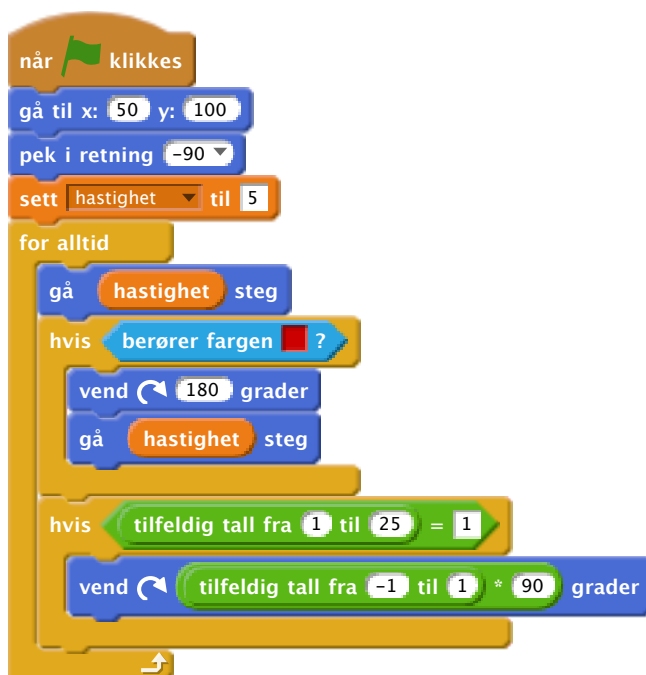 når klikkes
gå til x: 50 y: 100
pek i retning -90
sett hastighet til 5
for alltid
gå hastighet steg
hvis berører fargen ?
vend 180 grader
gå hastighet steg
hvis tilfeldig tall fra 1 til 25 = 1
vend tilfeldig tall fra -1 til 1 * 90 grader